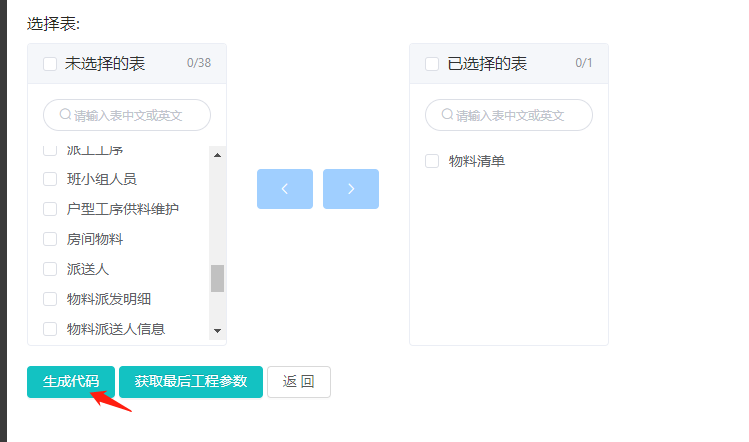 选择表:
未选择的表 0/38
请输入表中文或英文
派工工序
班小组人员
户型工序供料维护
房间物料
派送人
物料派发明细
物料派送人信息
已选择的表 0/1
请输入表中文或英文
物料清单
生成代码 获取最后工程参数 返 回